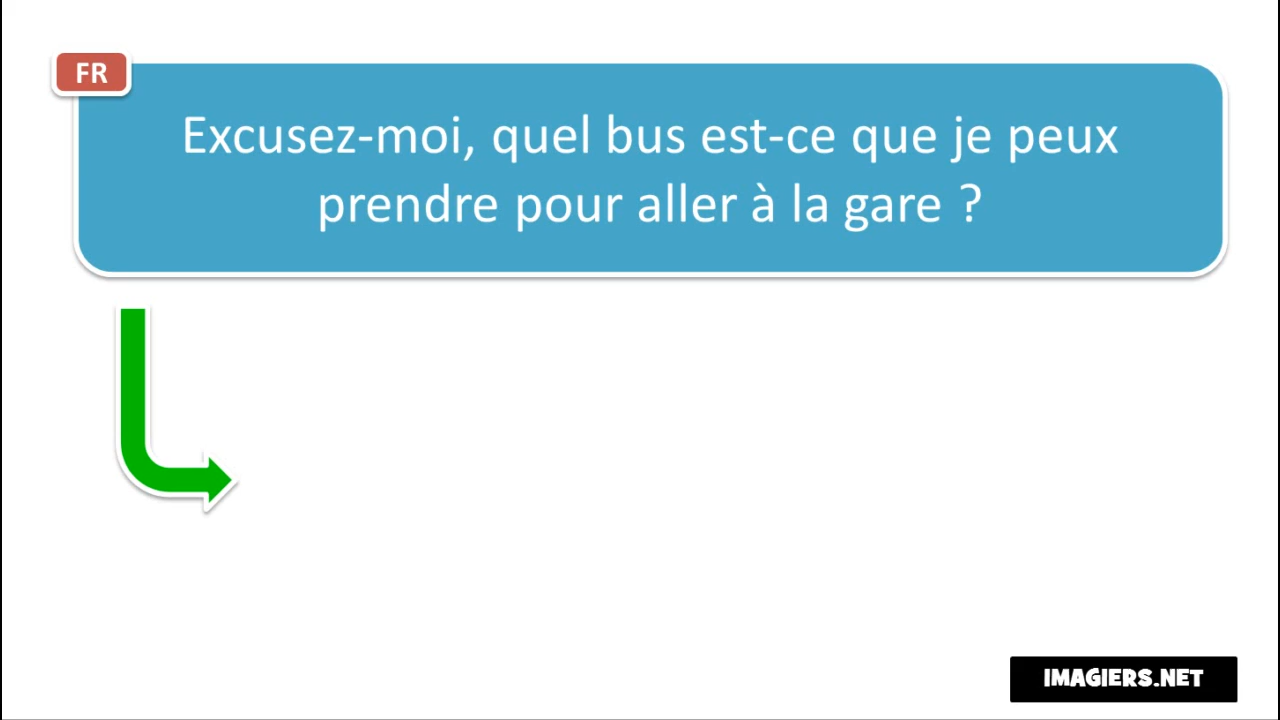 FR
Excusez-moi, quel bus est-ce que je peux
prendre pour aller à la gare ?
IMAGIERS.NET